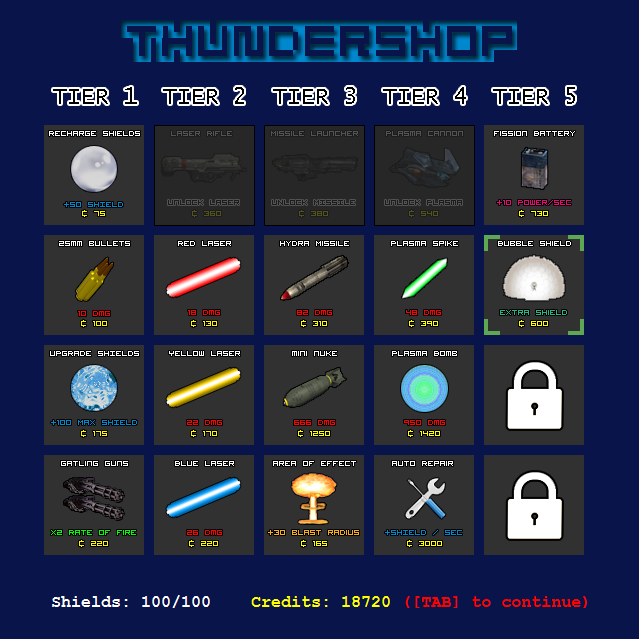 THUNDERSHOP
TIER 1 TIER 2 TIER 3 TIER 4 TIER 5
RECHARGE SHIELDS
+50 SHIELD
₵ 75
LASER RIFLE
UNLOCK LASER
₵ 360
MISSILE LAUNCHER
UNLOCK MISSILE
₵ 380
PLASMA CANNON
UNLOCK PLASMA
₵ 540
FISSION BATTERY
+10 POWER/SEC
₵ 730
25MM BULLETS
10 DMG
₵ 100
RED LASER
18 DMG
₵ 130
HYDRA MISSILE
82 DMG
₵ 310
PLASMA SPIKE
48 DMG
₵ 390
BUBBLE SHIELD
EXTRA SHIELD
₵ 600
UPGRADE SHIELDS
+100 MAX SHIELD
₵ 175
YELLOW LASER
22 DMG
₵ 170
MINI NUKE
666 DMG
₵ 1250
PLASMA BOMB
950 DMG
₵ 1420
GATLING GUNS
X2 RATE OF FIRE
₵ 220
BLUE LASER
28 DMG
₵ 220
AREA OF EFFECT
+30 BLAST RADIUS
₵ 165
AUTO REPAIR
+SHIELD / SEC
₵ 3000
Shields: 100/100 Credits: 18720 ([TAB] to continue)